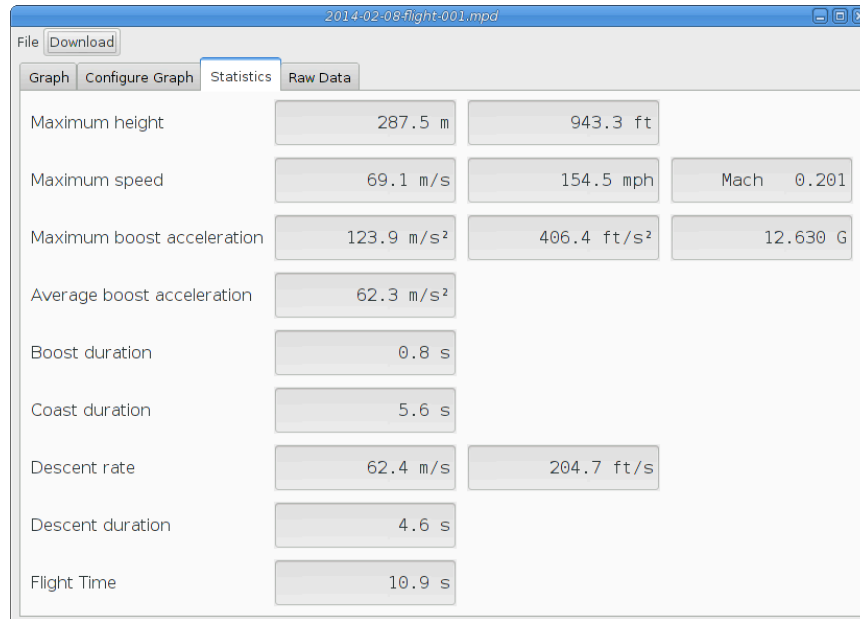 2014-02-08-flight-001.mpd
File Download
Graph Configure Graph Statistics Raw Data
Maximum height 287.5 m 943.3 ft
Maximum speed 69.1 m/s 154.5 mph Mach 0.201
Maximum boost acceleration 123.9 m/s² 406.4 ft/s² 12.630 G
Average boost acceleration 62.3 m/s²
Boost duration 0.8 s
Coast duration 5.6 s
Descent rate 62.4 m/s 204.7 ft/s
Descent duration 4.6 s
Flight Time 10.9 s